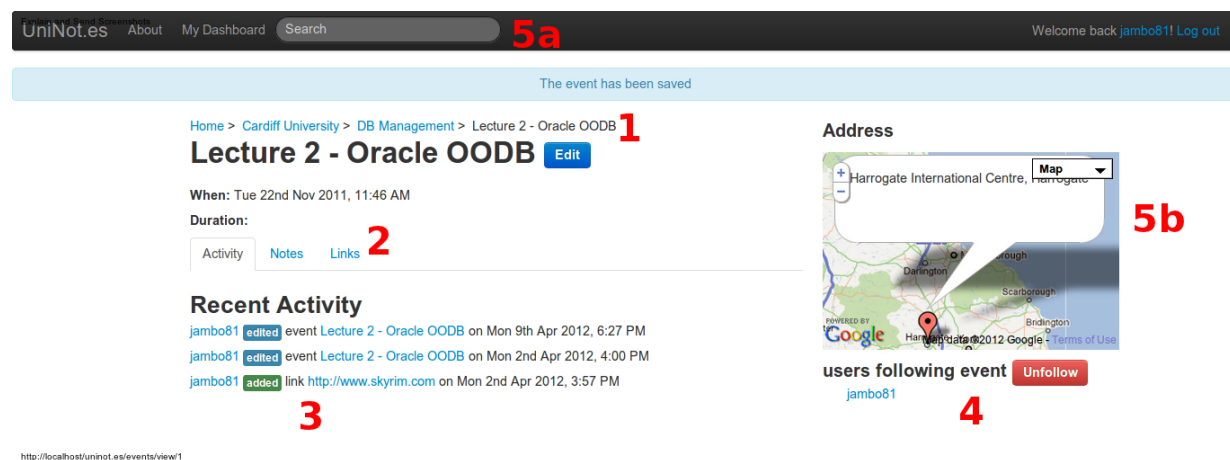 Explain and Send Screenshots
UniNot.es About My Dashboard Search 5a Welcome back jambo81! Log out
The event has been saved
Home > Cardiff University > DB Management > Lecture 2 - Oracle OODB 1
Lecture 2 - Oracle OODB Edit
When: Tue 22nd Nov 2011, 11:46 AM
Duration:
Activity Notes Links 2
Recent Activity
jambo81 edited event Lecture 2 - Oracle OODB on Mon 9th Apr 2012, 6:27 PM
jambo81 edited event Lecture 2 - Oracle OODB on Mon 2nd Apr 2012, 4:00 PM
jambo81 added link http://www.skyrim.com on Mon 2nd Apr 2012, 3:57 PM
3
Address
+ Harrogate International Centre, Harrogate Map
−
5b
Darlington
Scarborough
Bridlington
POWERED BY
Google
Map data ©2012 Google - Terms of Use
users following event Unfollow
jambo81
4
http://localhost/uninot.es/events/view/1